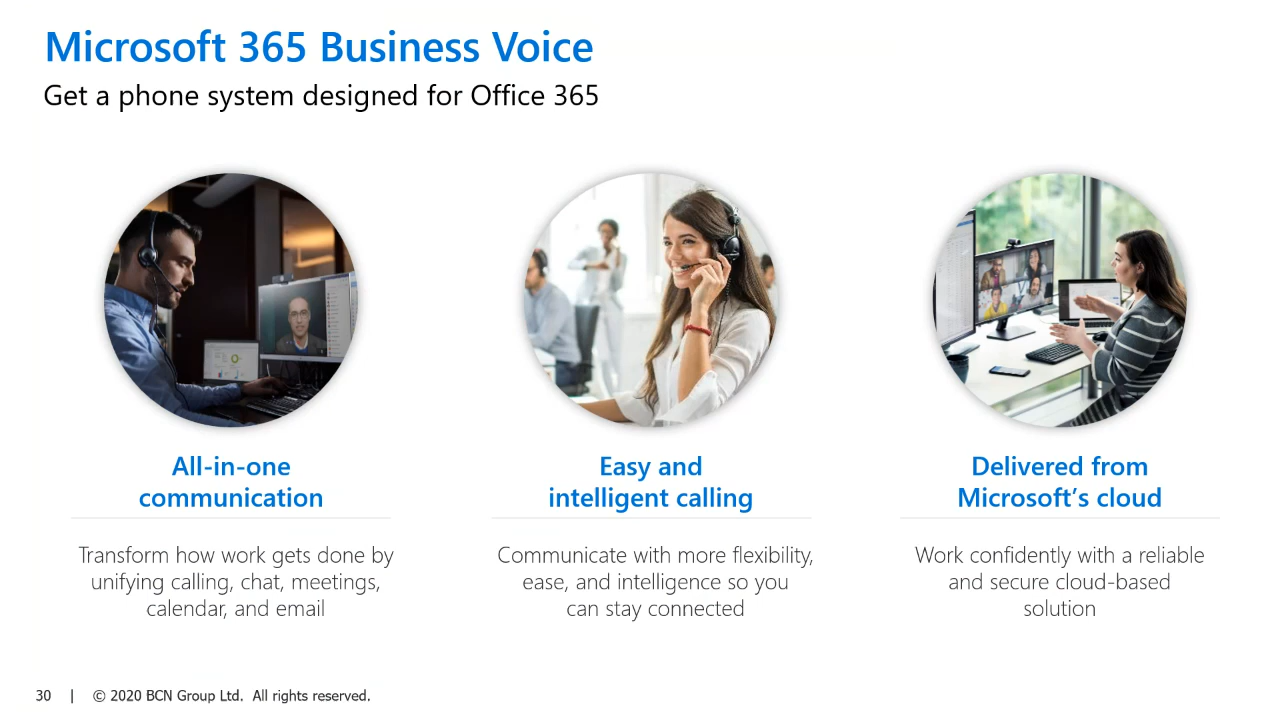 Microsoft 365 Business Voice
Get a phone system designed for Office 365
All-in-one
communication
Transform how work gets done by
unifying calling, chat, meetings,
calendar, and email
Easy and
intelligent calling
Communicate with more flexibility,
ease, and intelligence so you
can stay connected
Delivered from
Microsoft’s cloud
Work confidently with a reliable
and secure cloud-based
solution
30 | © 2020 BCN Group Ltd. All rights reserved.